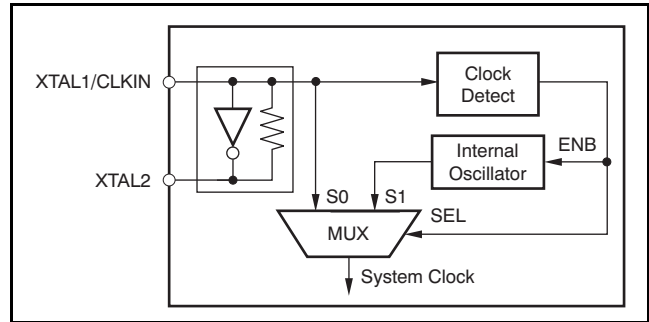 XTAL1/CLKIN
Clock
Detect
XTAL2
Internal
Oscillator
ENB
S0
S1
SEL
MUX
System Clock